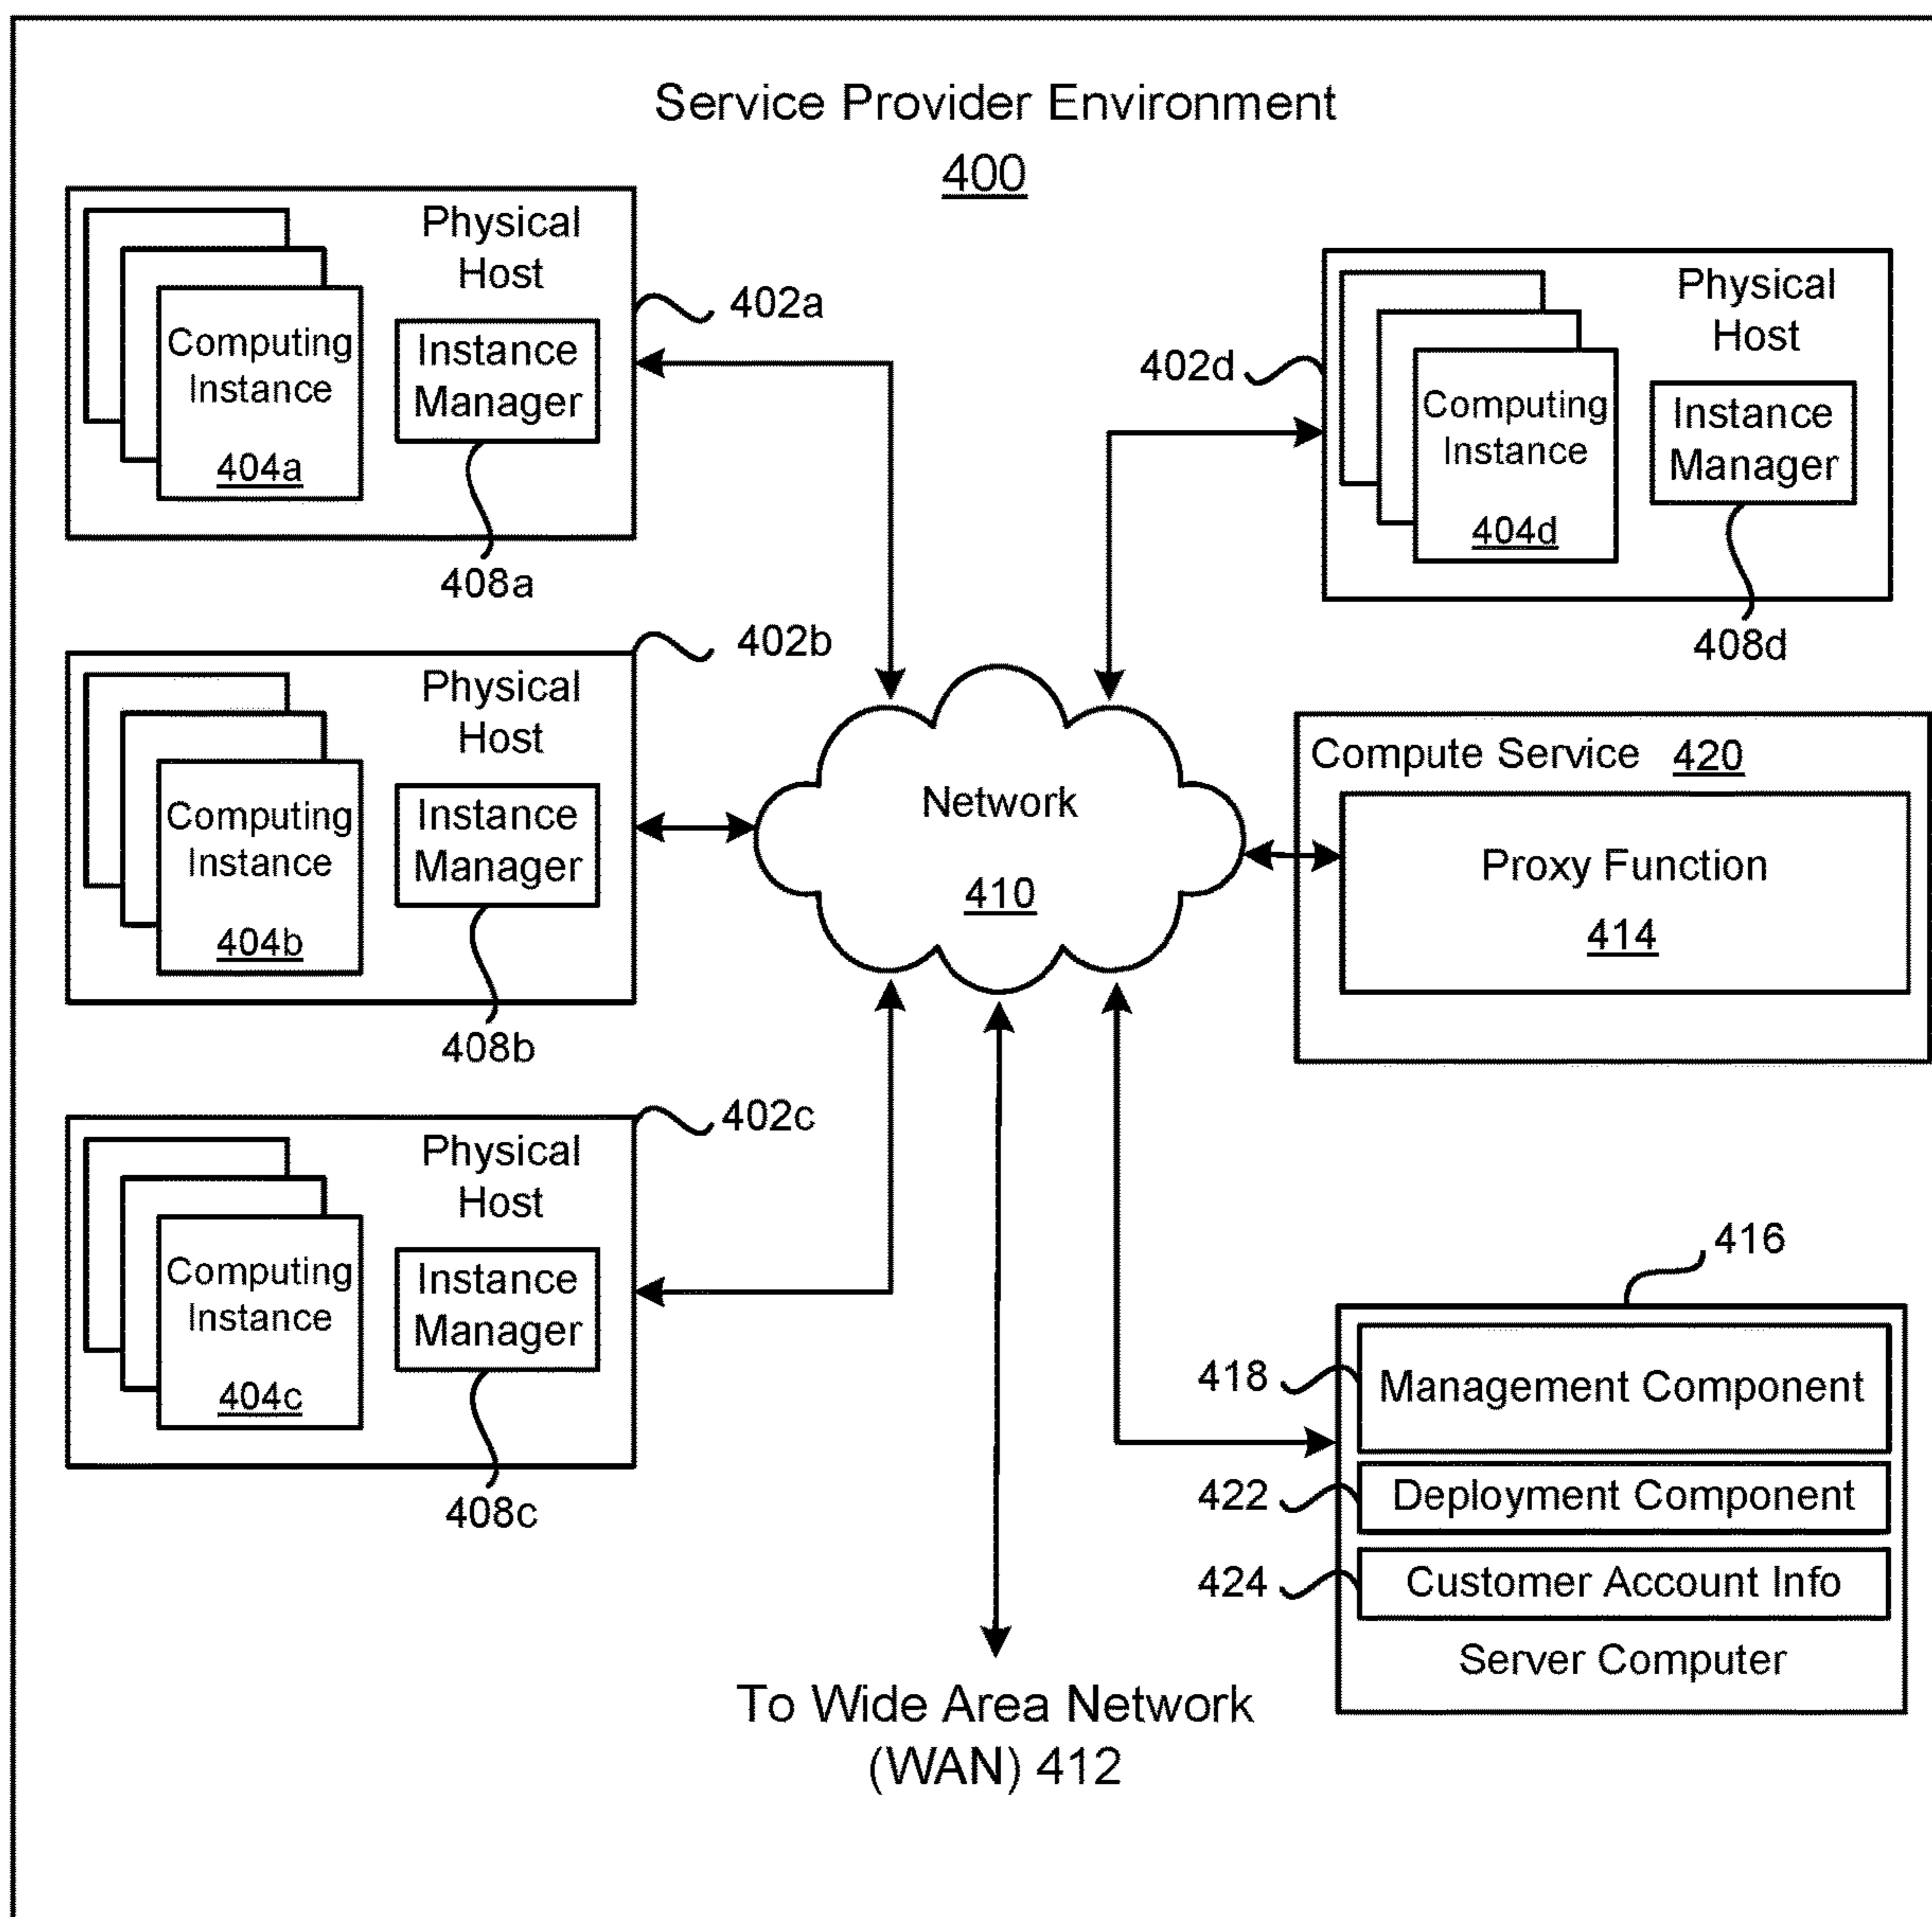 Service Provider Environment
400
Physical
Host
Computing
Instance
404a
Instance
Manager
402a
408a
Physical
Host
Computing
Instance
404b
Instance
Manager
402b
408b
Physical
Host
Computing
Instance
404c
Instance
Manager
402c
408c
Network
410
To Wide Area Network
(WAN) 412
Physical
Host
402d
Computing
Instance
404d
Instance
Manager
408d
Compute Service 420
Proxy Function
414
416
418 Management Component
422 Deployment Component
424 Customer Account Info
Server Computer